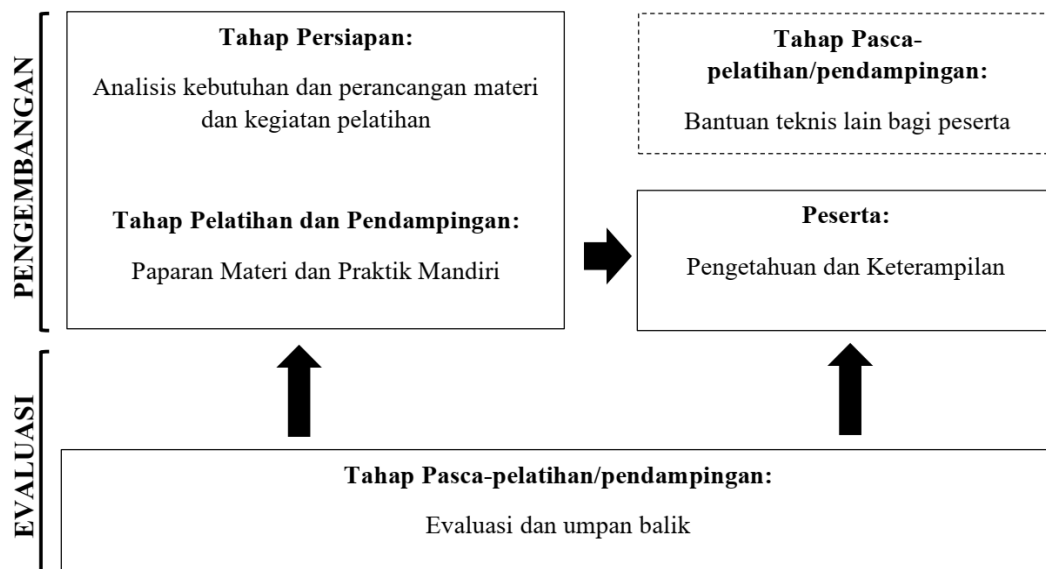 PENGEMBANGAN
Tahap Persiapan:
Analisis kebutuhan dan perancangan materi
dan kegiatan pelatihan
Tahap Pelatihan dan Pendampingan:
Paparan Materi dan Praktik Mandiri
Tahap Pasca-
pelatihan/pendampingan:
Bantuan teknis lain bagi peserta
Peserta:
Pengetahuan dan Keterampilan
EVALUASI
Tahap Pasca-pelatihan/pendampingan:
Evaluasi dan umpan balik